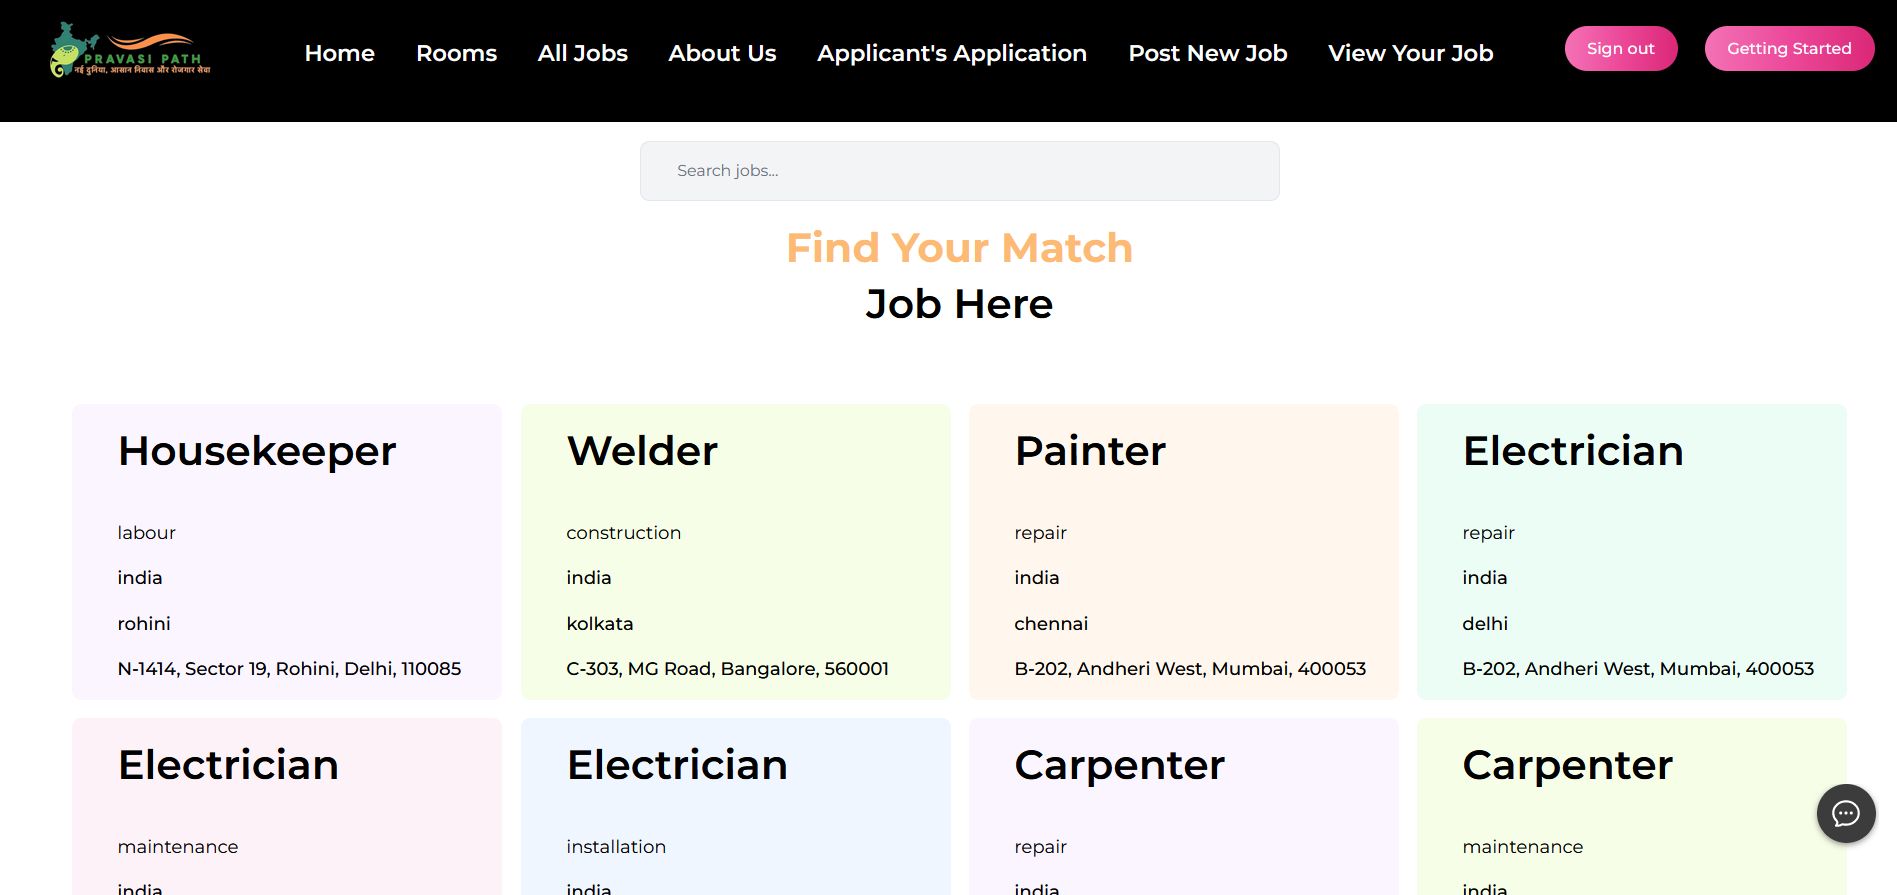 PRAVASI PATH
नई दुनिया, आसान निवास और रोजगार सेवा
Home Rooms All Jobs About Us Applicant's Application Post New Job View Your Job Sign out Getting Started
Search jobs...
Find Your Match
Job Here
Housekeeper
labour
india
rohini
N-1414, Sector 19, Rohini, Delhi, 110085
Welder
construction
india
kolkata
C-303, MG Road, Bangalore, 560001
Painter
repair
india
chennai
B-202, Andheri West, Mumbai, 400053
Electrician
repair
india
delhi
B-202, Andheri West, Mumbai, 400053
Electrician
maintenance
india
Electrician
installation
india
Carpenter
repair
india
Carpenter
maintenance
india